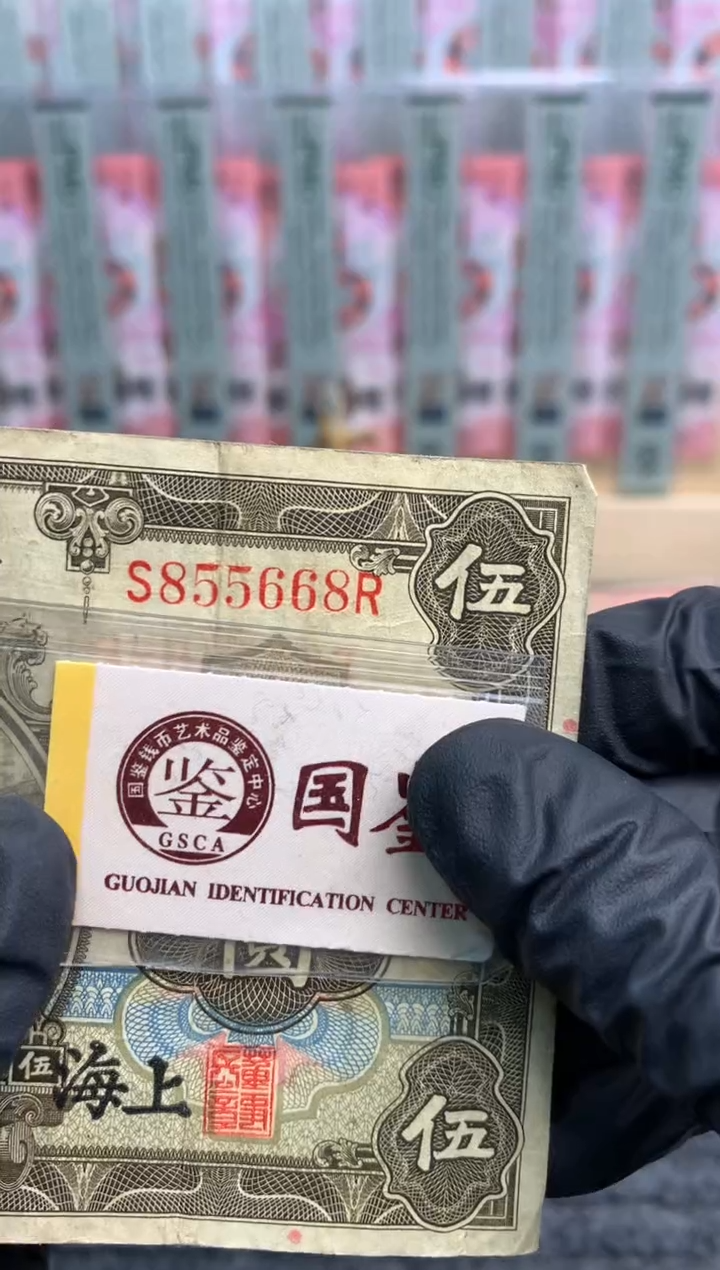 S855668R
伍
国鉴钱币艺术品鉴定中心
鉴
GSCA
国鉴
GUOJIAN IDENTIFICATION CENTER
圆
伍
海上
伍